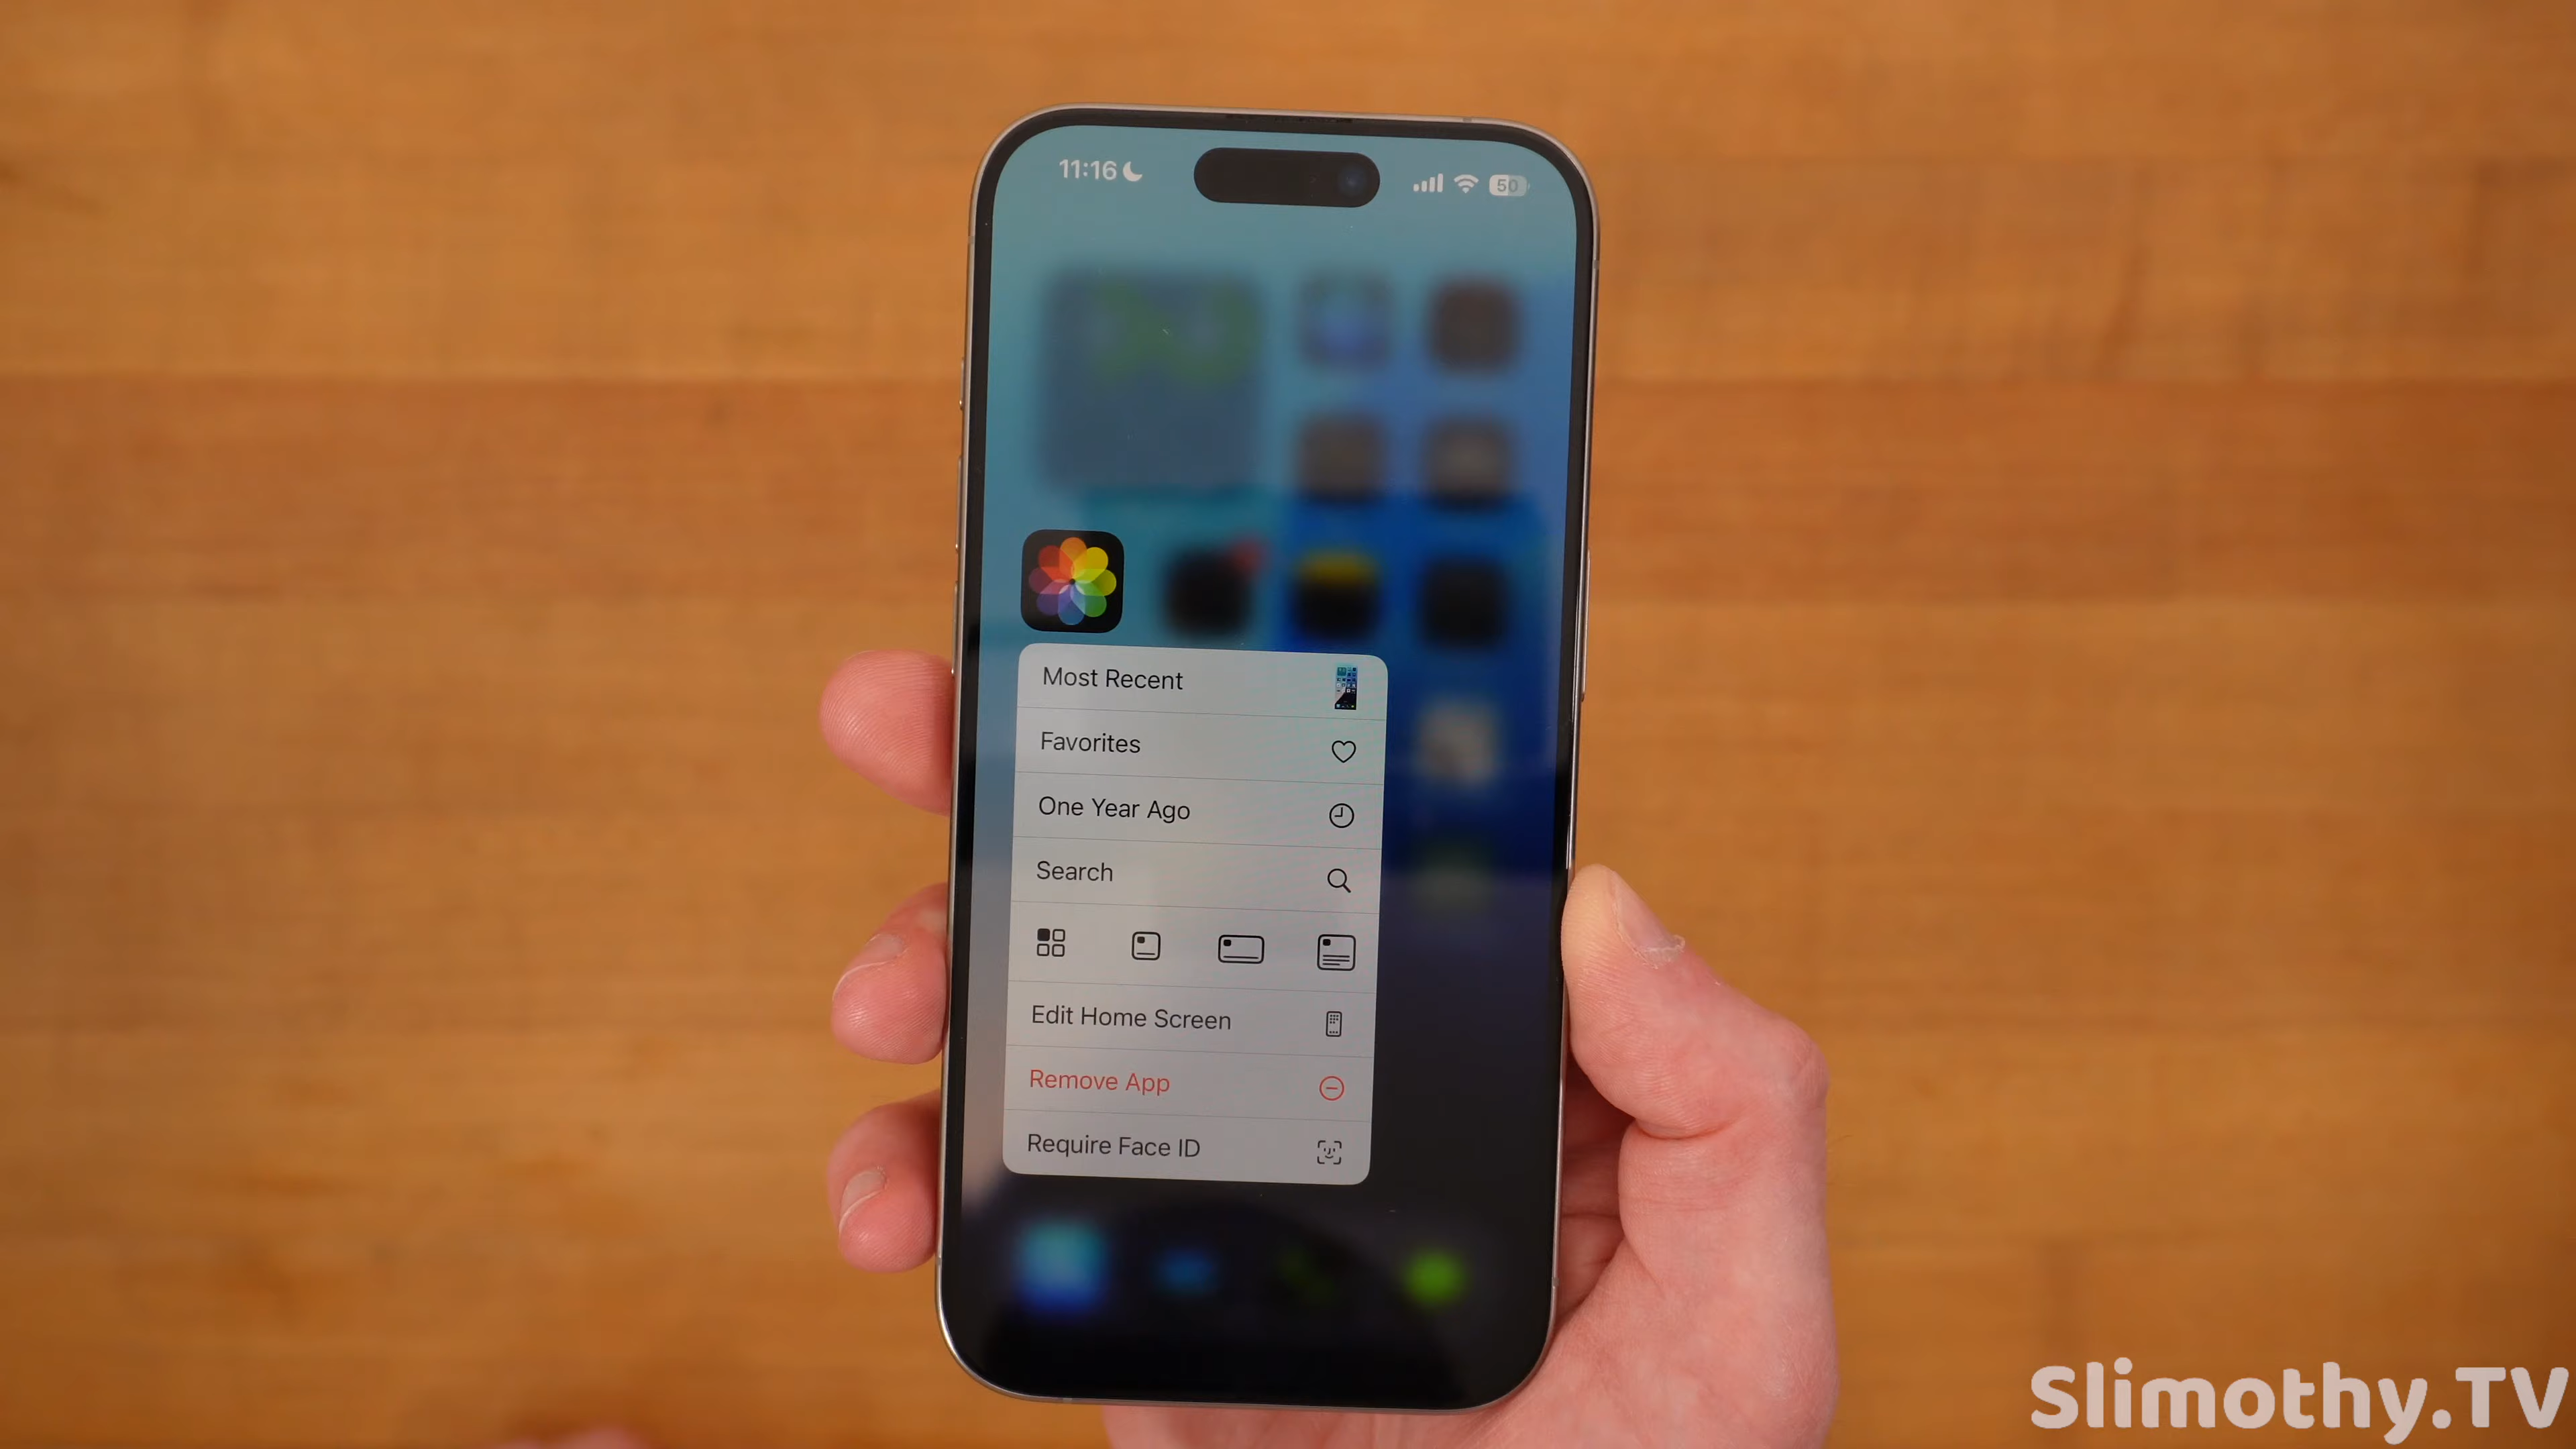 11:16
50
Most Recent
Favorites
One Year Ago
Search
Edit Home Screen
Remove App
Require Face ID
Slimothy.TV